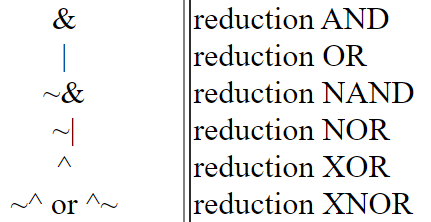 & reduction AND
| reduction OR
~& reduction NAND
~| reduction NOR
^ reduction XOR
~^ or ^~ reduction XNOR